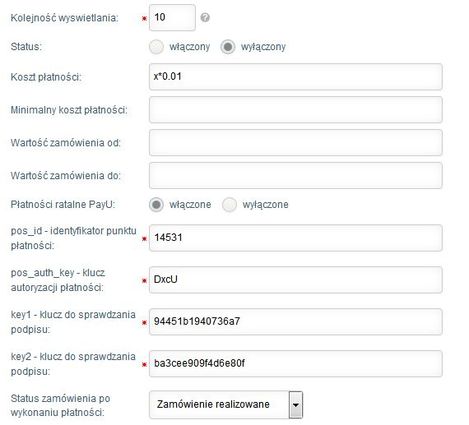 Kolejność wyswietlania: * 10 ?
Status: włączony wyłączony
Koszt płatności: x*0.01
Minimalny koszt płatności:
Wartość zamówienia od:
Wartość zamówienia do:
Płatności ratalne PayU: włączone wyłączone
pos_id - identyfikator punktu
płatności: * 14531
pos_auth_key - klucz
autoryzacji płatności: * DxcU
key1 - klucz do sprawdzania
podpisu: * 94451b1940736a7
key2 - klucz do sprawdzania
podpisu: * ba3cee909f4d6e80f
Status zamówienia po
wykonaniu płatności: Zamówienie realizowane